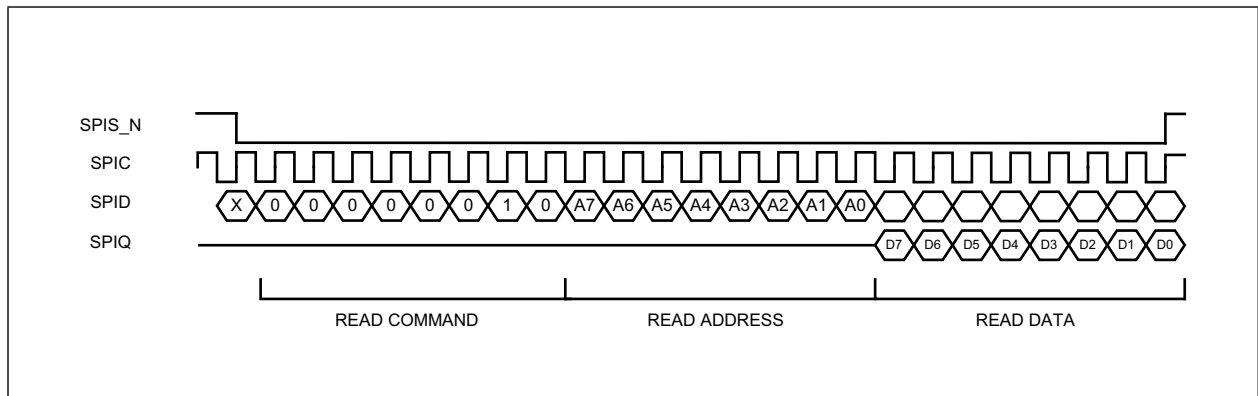 SPIS_N
SPIC
SPID X 0 0 0 0 0 0 1 0 A7 A6 A5 A4 A3 A2 A1 A0
SPIQ D7 D6 D5 D4 D3 D2 D1 D0
READ COMMAND READ ADDRESS READ DATA